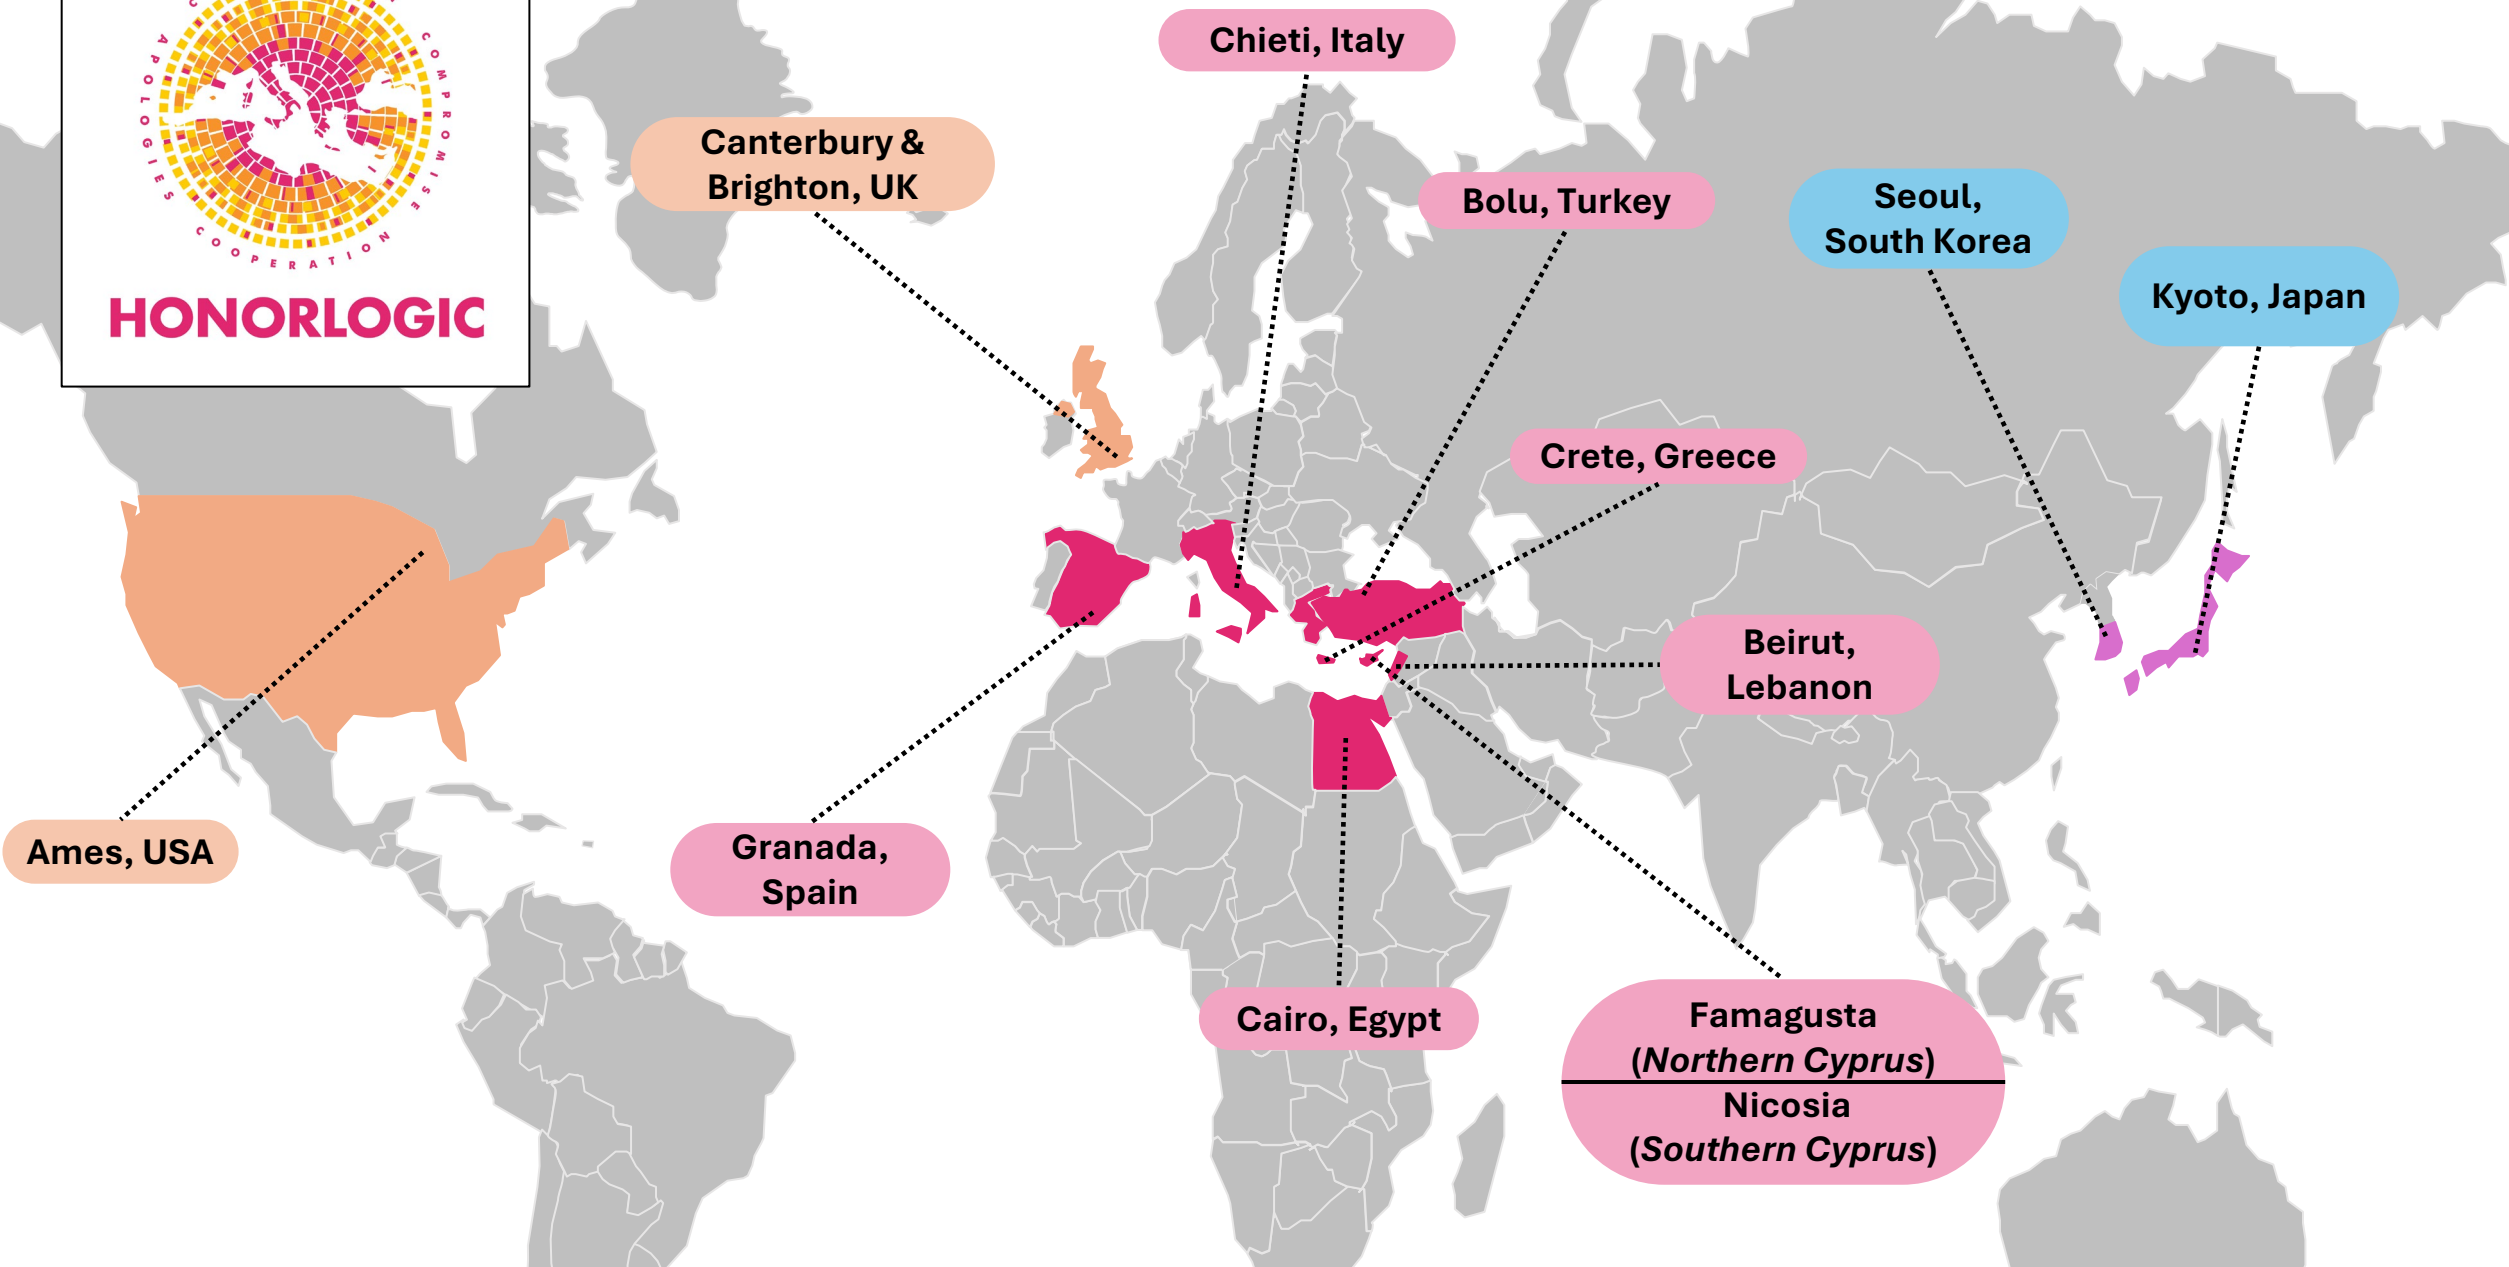 APOLOGIES
COMPROMISE
COOPERATION
HONORLOGIC
Chieti, Italy
Canterbury &
Brighton, UK
Bolu, Turkey
Seoul,
South Korea
Kyoto, Japan
Crete, Greece
Beirut,
Lebanon
Ames, USA
Granada,
Spain
Cairo, Egypt
Famagusta
(Northern Cyprus)
Nicosia
(Southern Cyprus)